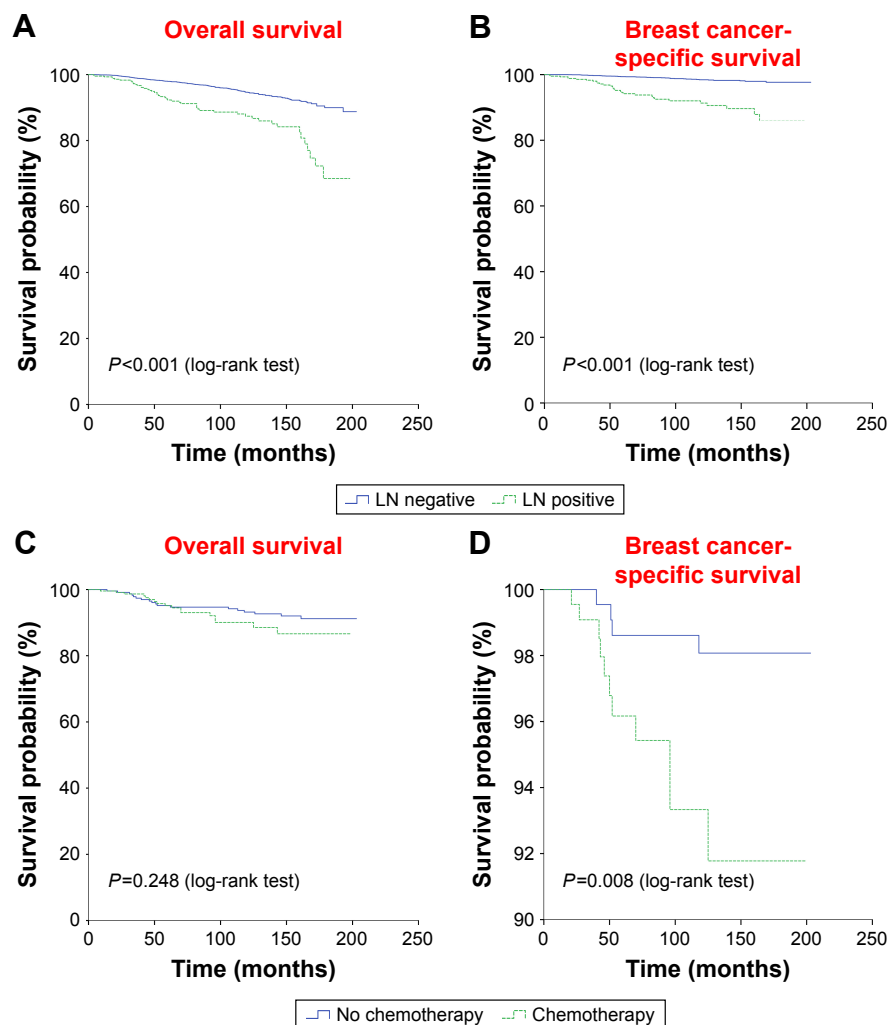 A
Overall survival
Survival probability (%)
100
80
60
40
20
0
P<0.001 (log-rank test)
0 50 100 150 200 250
Time (months)
B
Breast cancer-
specific survival
Survival probability (%)
100
80
60
40
20
0
P<0.001 (log-rank test)
0 50 100 150 200 250
Time (months)
LN negative LN positive
C
Overall survival
Survival probability (%)
100
80
60
40
20
0
P=0.248 (log-rank test)
0 50 100 150 200 250
Time (months)
D
Breast cancer-
specific survival
Survival probability (%)
100
98
96
94
92
90
P=0.008 (log-rank test)
0 50 100 150 200 250
Time (months)
No chemotherapy Chemotherapy